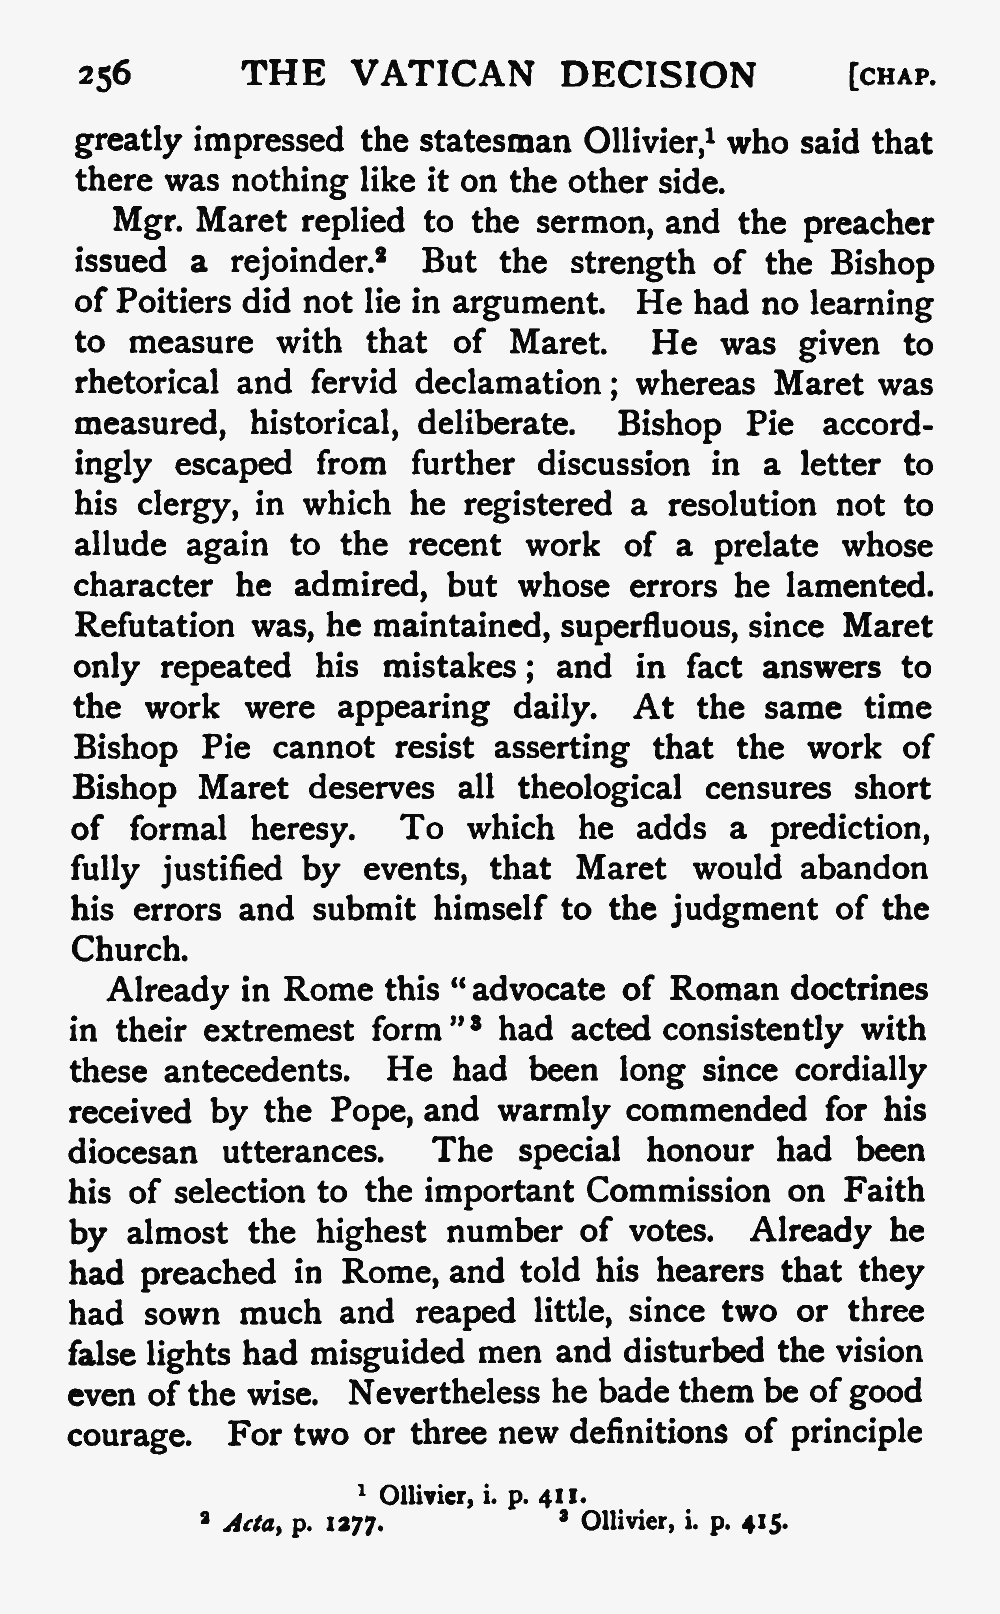 256 THE VATICAN DECISION [CHAP.
greatly impressed the statesman Ollivier,¹ who said that
there was nothing like it on the other side.
Mgr. Maret replied to the sermon, and the preacher
issued a rejoinder.² But the strength of the Bishop
of Poitiers did not lie in argument. He had no learning
to measure with that of Maret. He was given to
rhetorical and fervid declamation; whereas Maret was
measured, historical, deliberate. Bishop Pie accord-
ingly escaped from further discussion in a letter to
his clergy, in which he registered a resolution not to
allude again to the recent work of a prelate whose
character he admired, but whose errors he lamented.
Refutation was, he maintained, superfluous, since Maret
only repeated his mistakes; and in fact answers to
the work were appearing daily. At the same time
Bishop Pie cannot resist asserting that the work of
Bishop Maret deserves all theological censures short
of formal heresy. To which he adds a prediction,
fully justified by events, that Maret would abandon
his errors and submit himself to the judgment of the
Church.
Already in Rome this "advocate of Roman doctrines
in their extremest form"³ had acted consistently with
these antecedents. He had been long since cordially
received by the Pope, and warmly commended for his
diocesan utterances. The special honour had been
his of selection to the important Commission on Faith
by almost the highest number of votes. Already he
had preached in Rome, and told his hearers that they
had sown much and reaped little, since two or three
false lights had misguided men and disturbed the vision
even of the wise. Nevertheless he bade them be of good
courage. For two or three new definitions of principle
¹ Ollivier, i. p. 411.
² Acta, p. 1277. ³ Ollivier, i. p. 415.